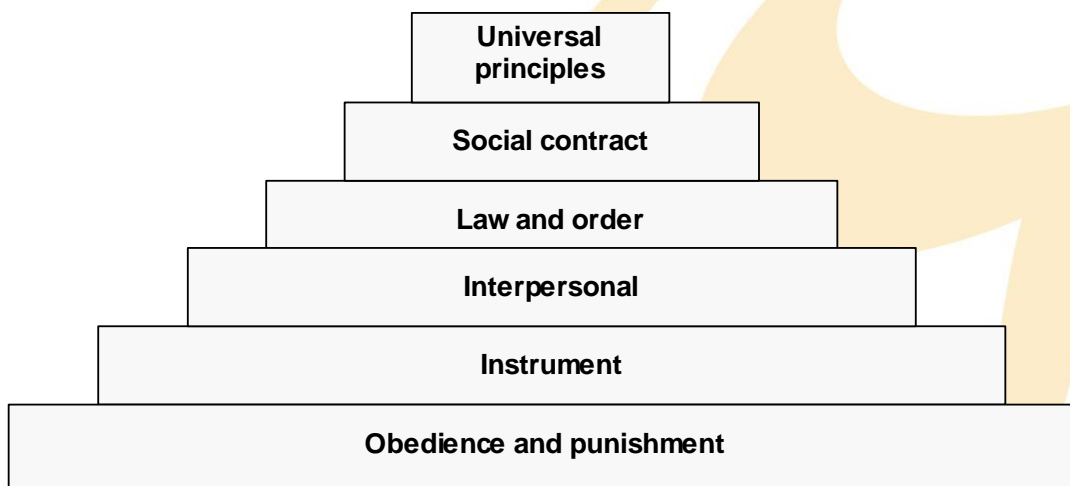 Universal
principles
Social contract
Law and order
Interpersonal
Instrument
Obedience and punishment